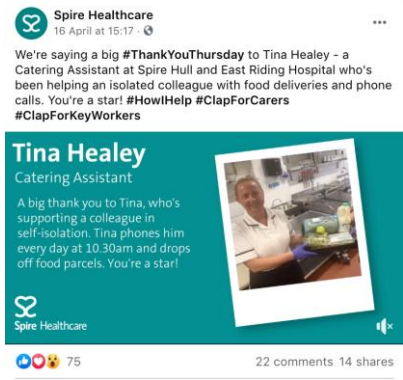 Spire Healthcare
16 April at 15:17 ·
We're saying a big #ThankYouThursday to Tina Healey - a
Catering Assistant at Spire Hull and East Riding Hospital who's
been helping an isolated colleague with food deliveries and phone
calls. You're a star! #HowIHelp #ClapForCarers
#ClapForKeyWorkers
Tina Healey
Catering Assistant
A big thank you to Tina, who's
supporting a colleague in
self-isolation. Tina phones him
every day at 10.30am and drops
off food parcels. You're a star!
Spire Healthcare
75
22 comments 14 shares